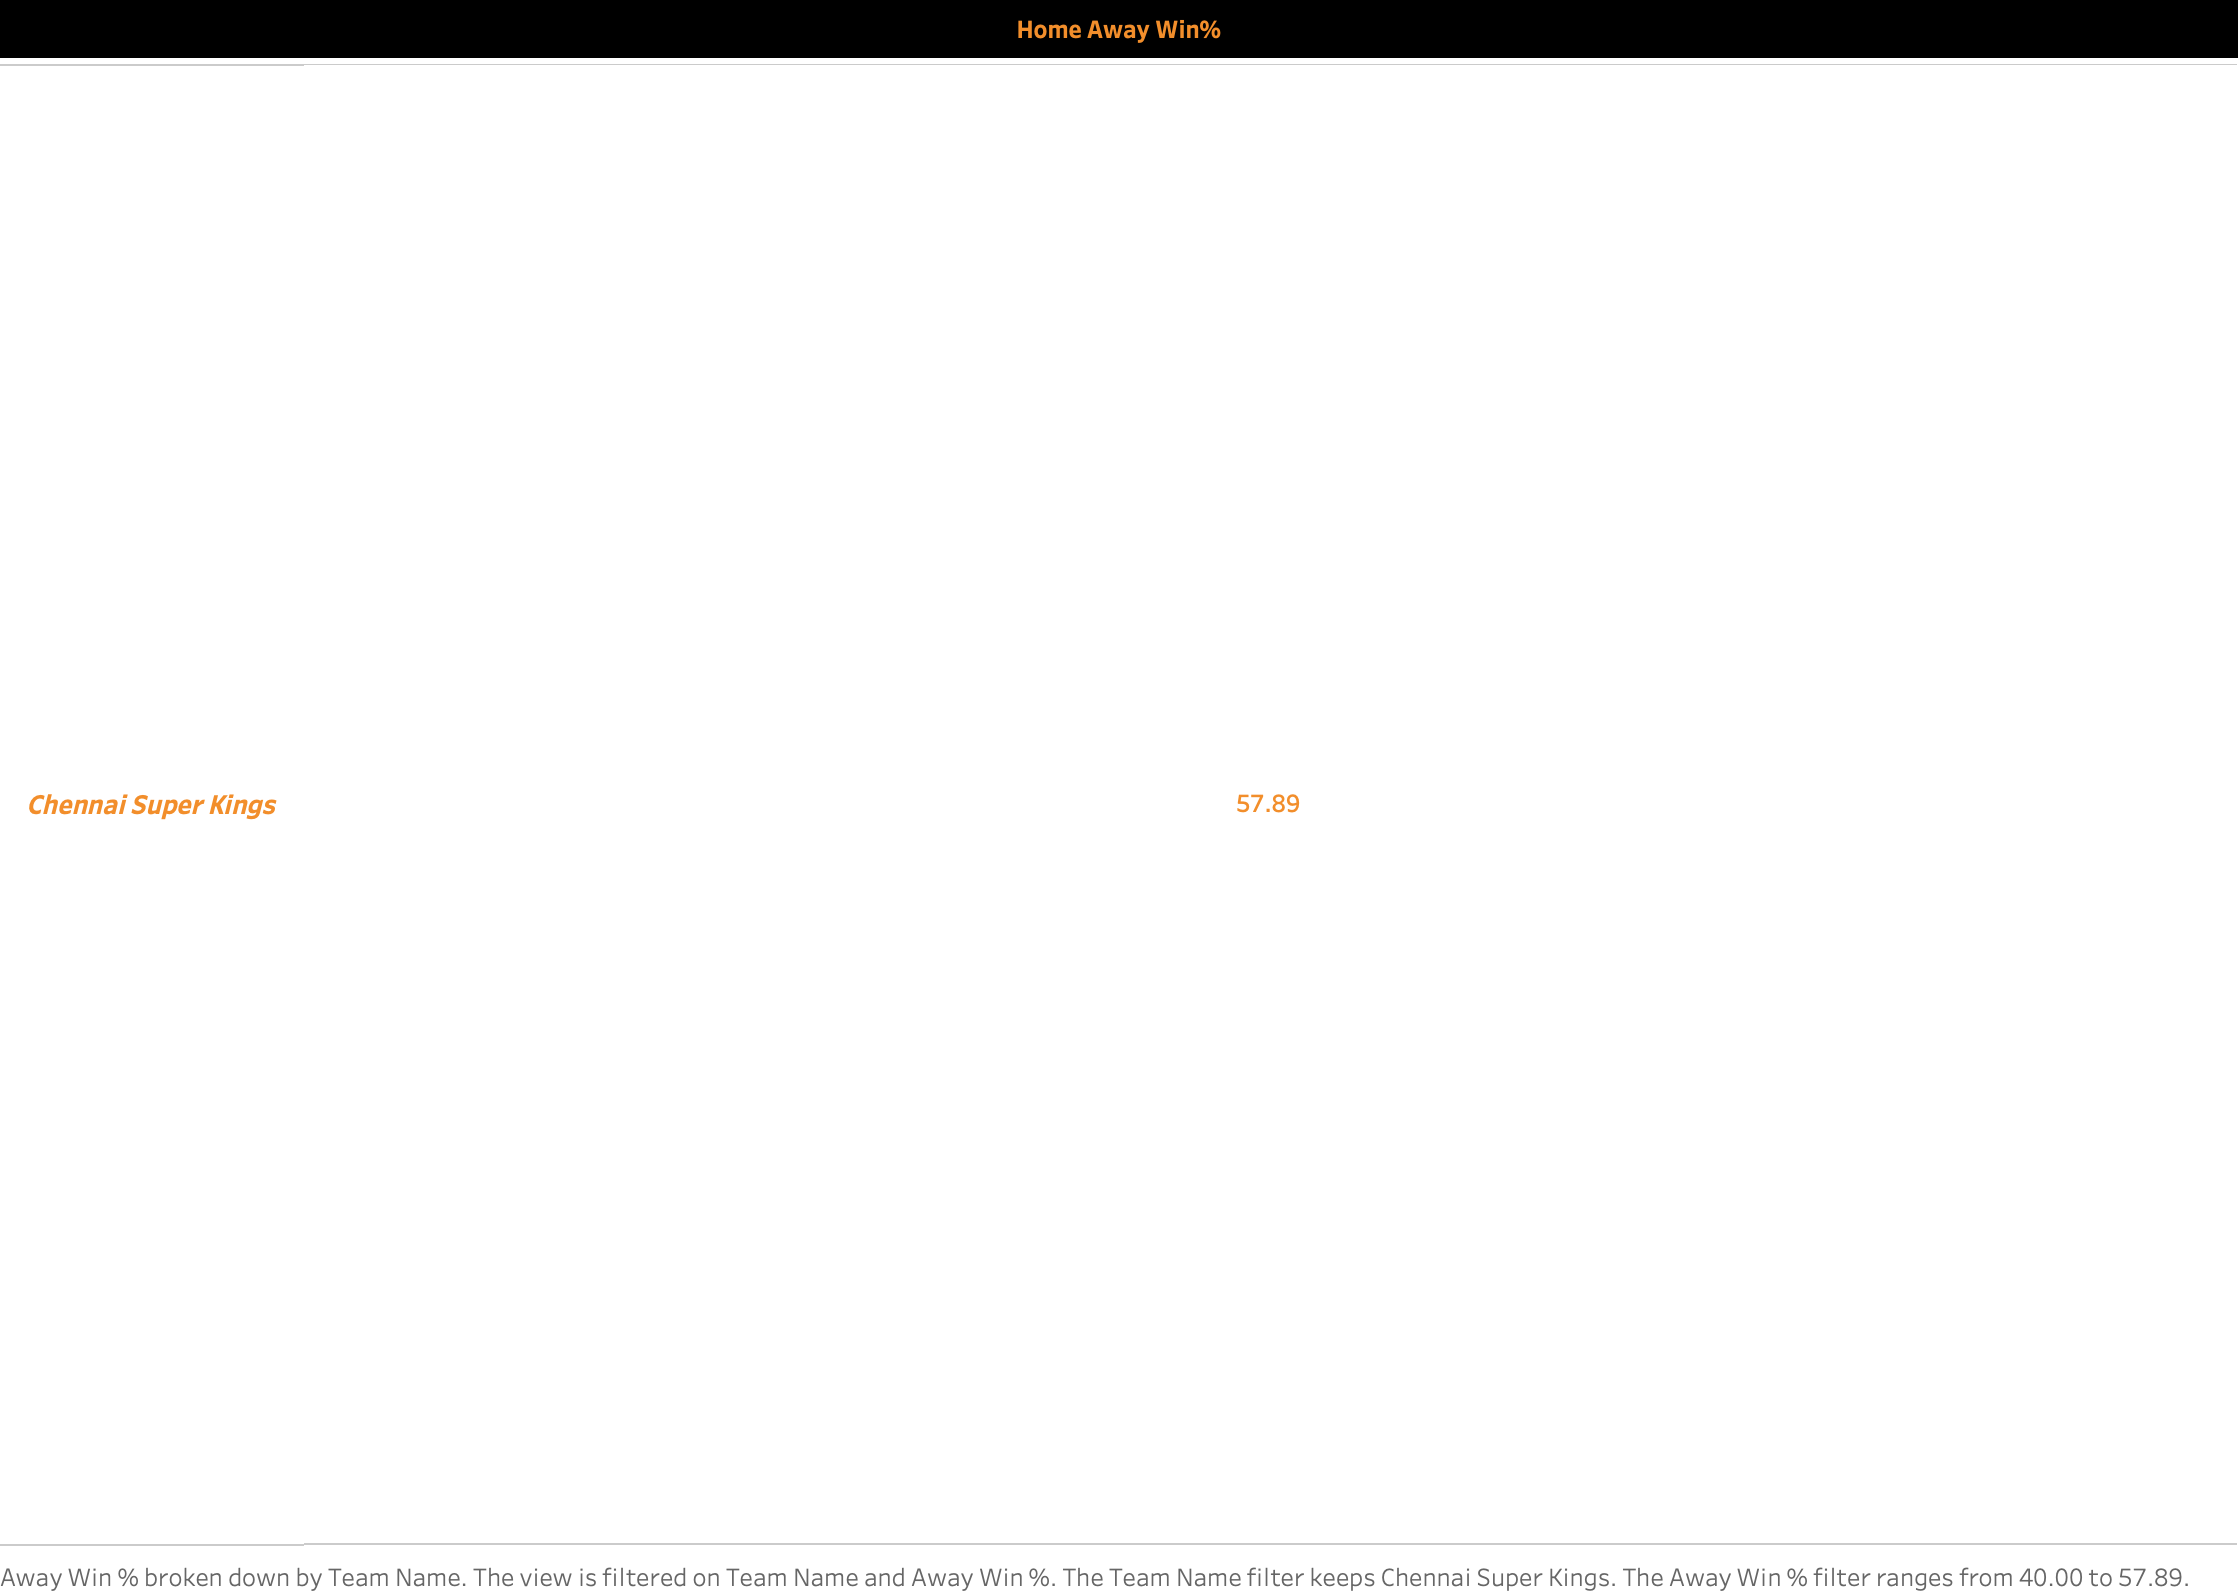 Home Away Win%
Chennai Super Kings 57.89
Away Win % broken down by Team Name. The view is filtered on Team Name and Away Win %. The Team Name filter keeps Chennai Super Kings. The Away Win % filter ranges from 40.00 to 57.89.